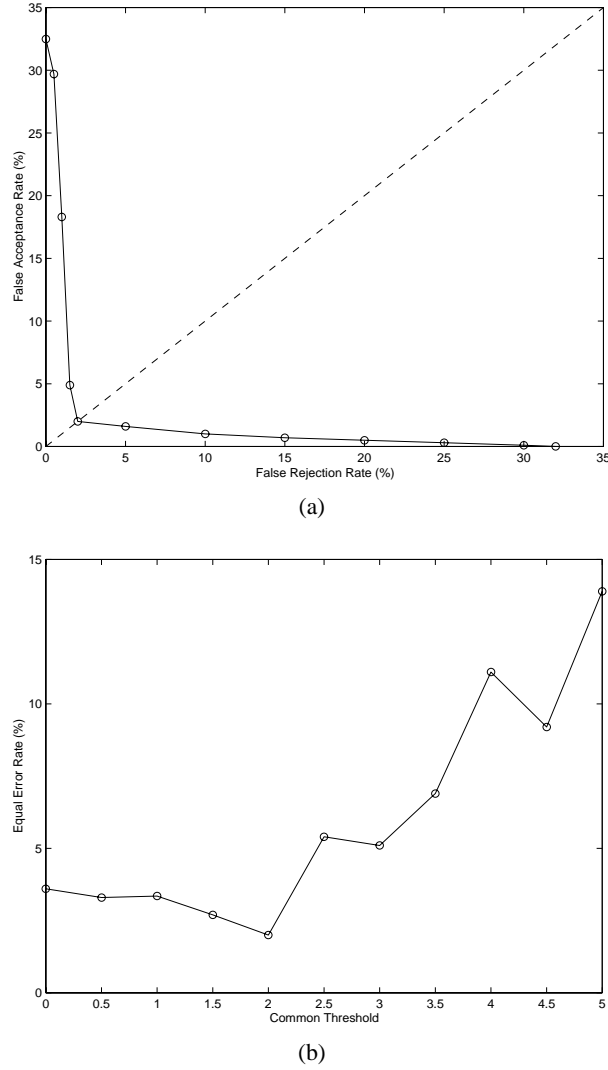 35
30
25
20
15
10
5
0
False Acceptance Rate (%)
0 5 10 15 20 25 30 35
False Rejection Rate (%)
(a)
15
10
5
0
Equal Error Rate (%)
0 0.5 1 1.5 2 2.5 3 3.5 4 4.5 5
Common Threshold
(b)